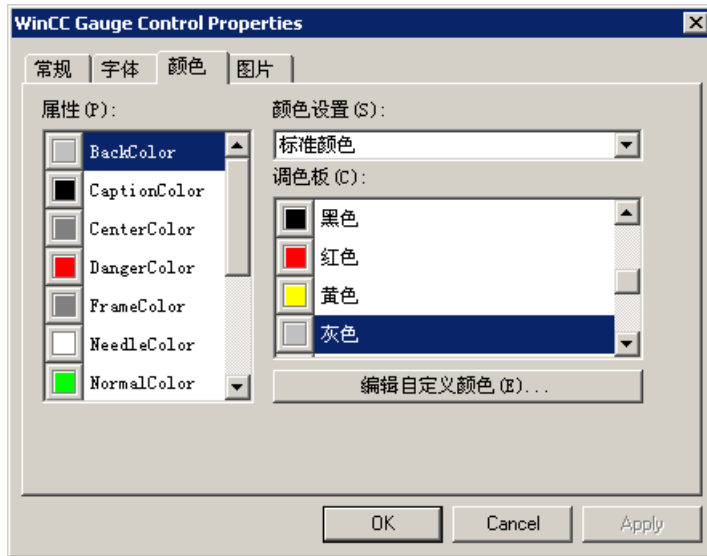 WinCC Gauge Control Properties
常规 字体 颜色 图片
属性(P):
BackColor
CaptionColor
CenterColor
DangerColor
FrameColor
NeedleColor
NormalColor
颜色设置(S):
标准颜色
调色板(C):
黑色
红色
黄色
灰色
编辑自定义颜色(E)...
OK Cancel Apply